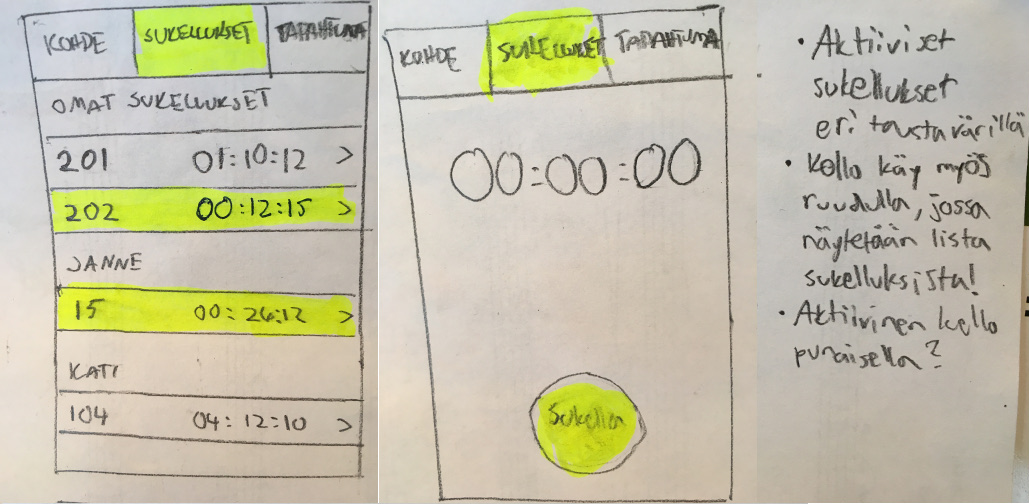 KOHDE SUKELLUKSET TAPAHTUMA
OMAT SUKELLUKSET
201 01:10:12 >
202 00:12:15 >
JANNE
15 00:26:12 >
KATI
104 04:12:10 >
KOHDE SUKELLUKSET TAPAHTUMA
00:00:00
Sukella
• Aktiiviset
sukellukset
eri taustavärillä
• Kello käy myös
ruudulla, jossa
näytetään lista
sukelluksista!
• Aktiivinen kello
punaisella?